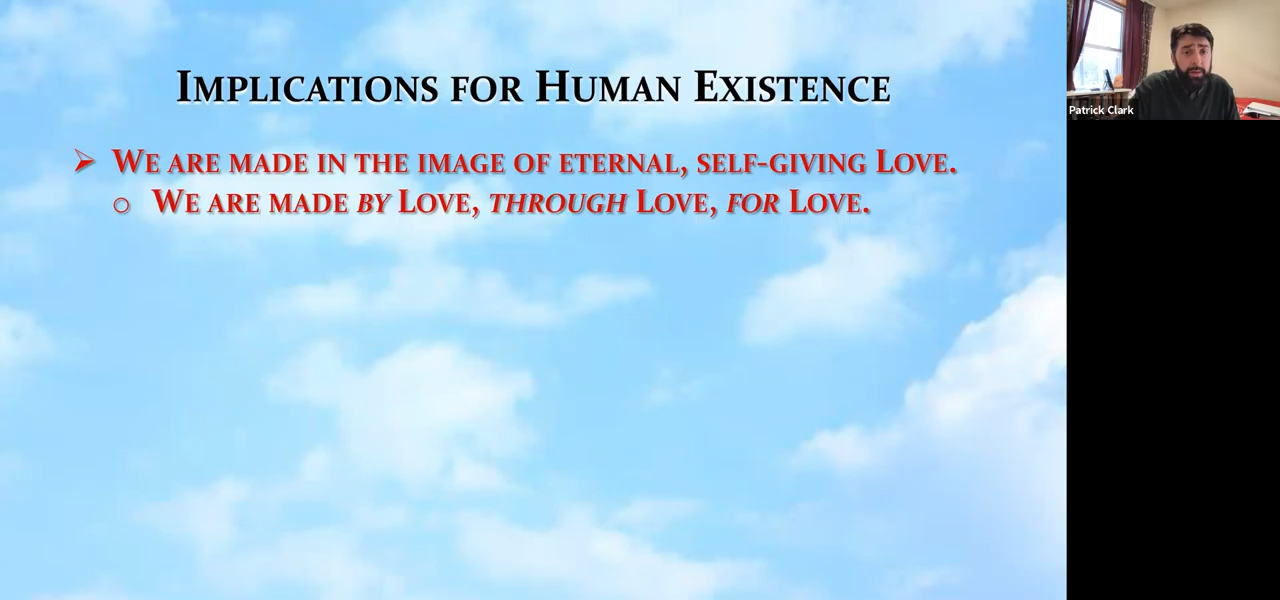 Implications for Human Existence
➢ We are made in the image of eternal, self-giving Love.
o We are made by Love, through Love, for Love.
Patrick Clark